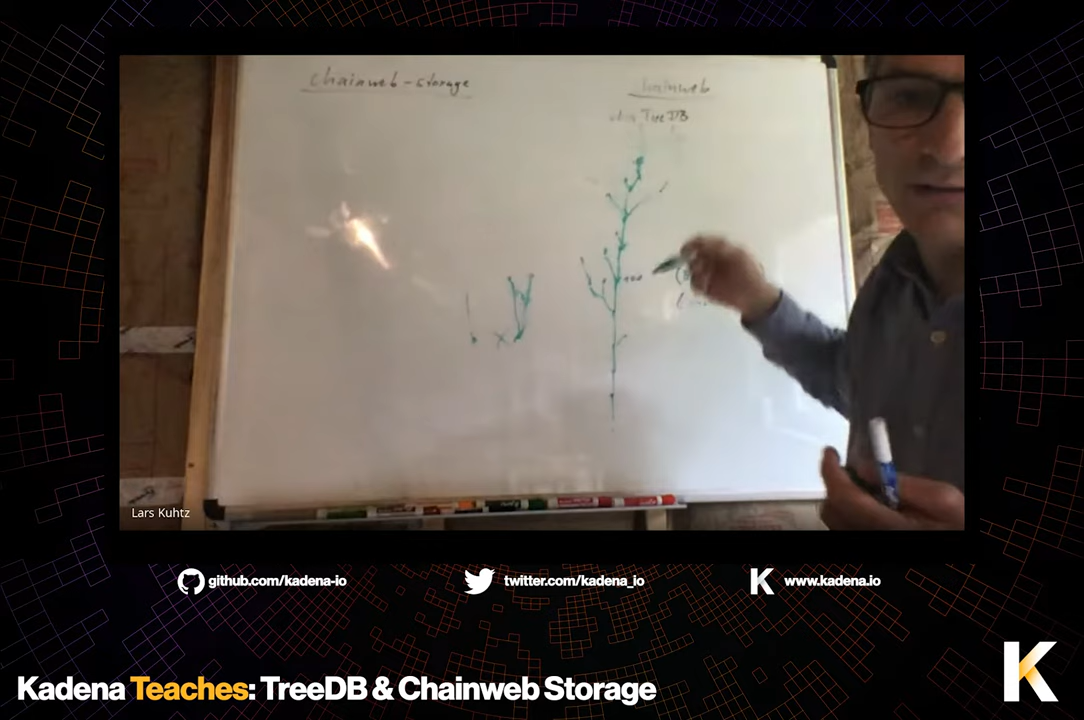 chainweb-storage
TreeDB
Lars Kuhtz
github.com/kadena-io
twitter.com/kadena_io
K www.kadena.io
Kadena Teaches: TreeDB & Chainweb Storage
K